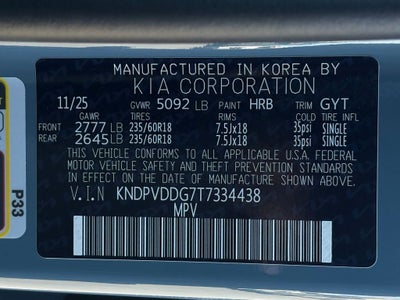 MANUFACTURED IN KOREA BY
KIA CORPORATION
11/25 GVWR 5092 LB PAINT HRB TRIM GYT
GAWR TIRES RIMS COLD TIRE INFL
FRONT 2777 LB 235/60R18 7.5Jx18 35psi SINGLE
REAR 2645 LB 235/60R18 7.5Jx18 35psi SINGLE
THIS VEHICLE CONFORMS TO ALL APPLICABLE U.S.A. FEDERAL
MOTOR VEHICLE SAFETY AND THEFT PREVENTION STANDARDS
IN EFFECT ON THE DATE OF MANUFACTURE SHOWN ABOVE.
V.I.N KNDPVDDG7T7334438
MPV
P33